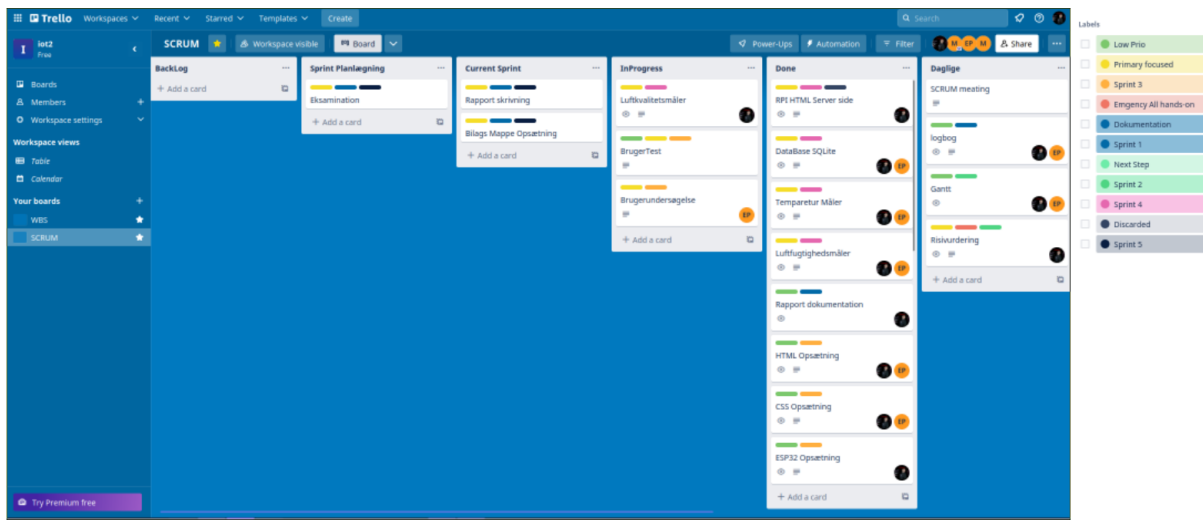 Trello Workspaces Recent Starred Templates Create Search
I iot2
Free
Boards
Members
Workspace settings
Workspace views
Table
Calendar
Your boards
WBS
SCRUM
Try Premium free
SCRUM Workspace visible Board Power-Ups Automation Filter M EP M Share
BackLog
+ Add a card
Sprint Planlægning
Eksamination
+ Add a card
Current Sprint
Rapport skrivning
Bilags Mappe Opsætning
+ Add a card
InProgress
Luftkvalitetsmåler
BrugerTest
Brugerundersøgelse
EP
+ Add a card
Done
RPI HTML Server side
DataBase SQLite
EP
Temparetur Måler
EP
Luftfugtighedsmåler
EP
Rapport dokumentation
HTML Opsætning
EP
CSS Opsætning
EP
ESP32 Opsætning
+ Add a card
Daglige
SCRUM meating
logbog
EP
Gantt
EP
Risivurdering
+ Add a card
Labels
Low Prio
Primary focused
Sprint 3
Emgency All hands-on
Dokumentation
Sprint 1
Next Step
Sprint 2
Sprint 4
Discarded
Sprint 5